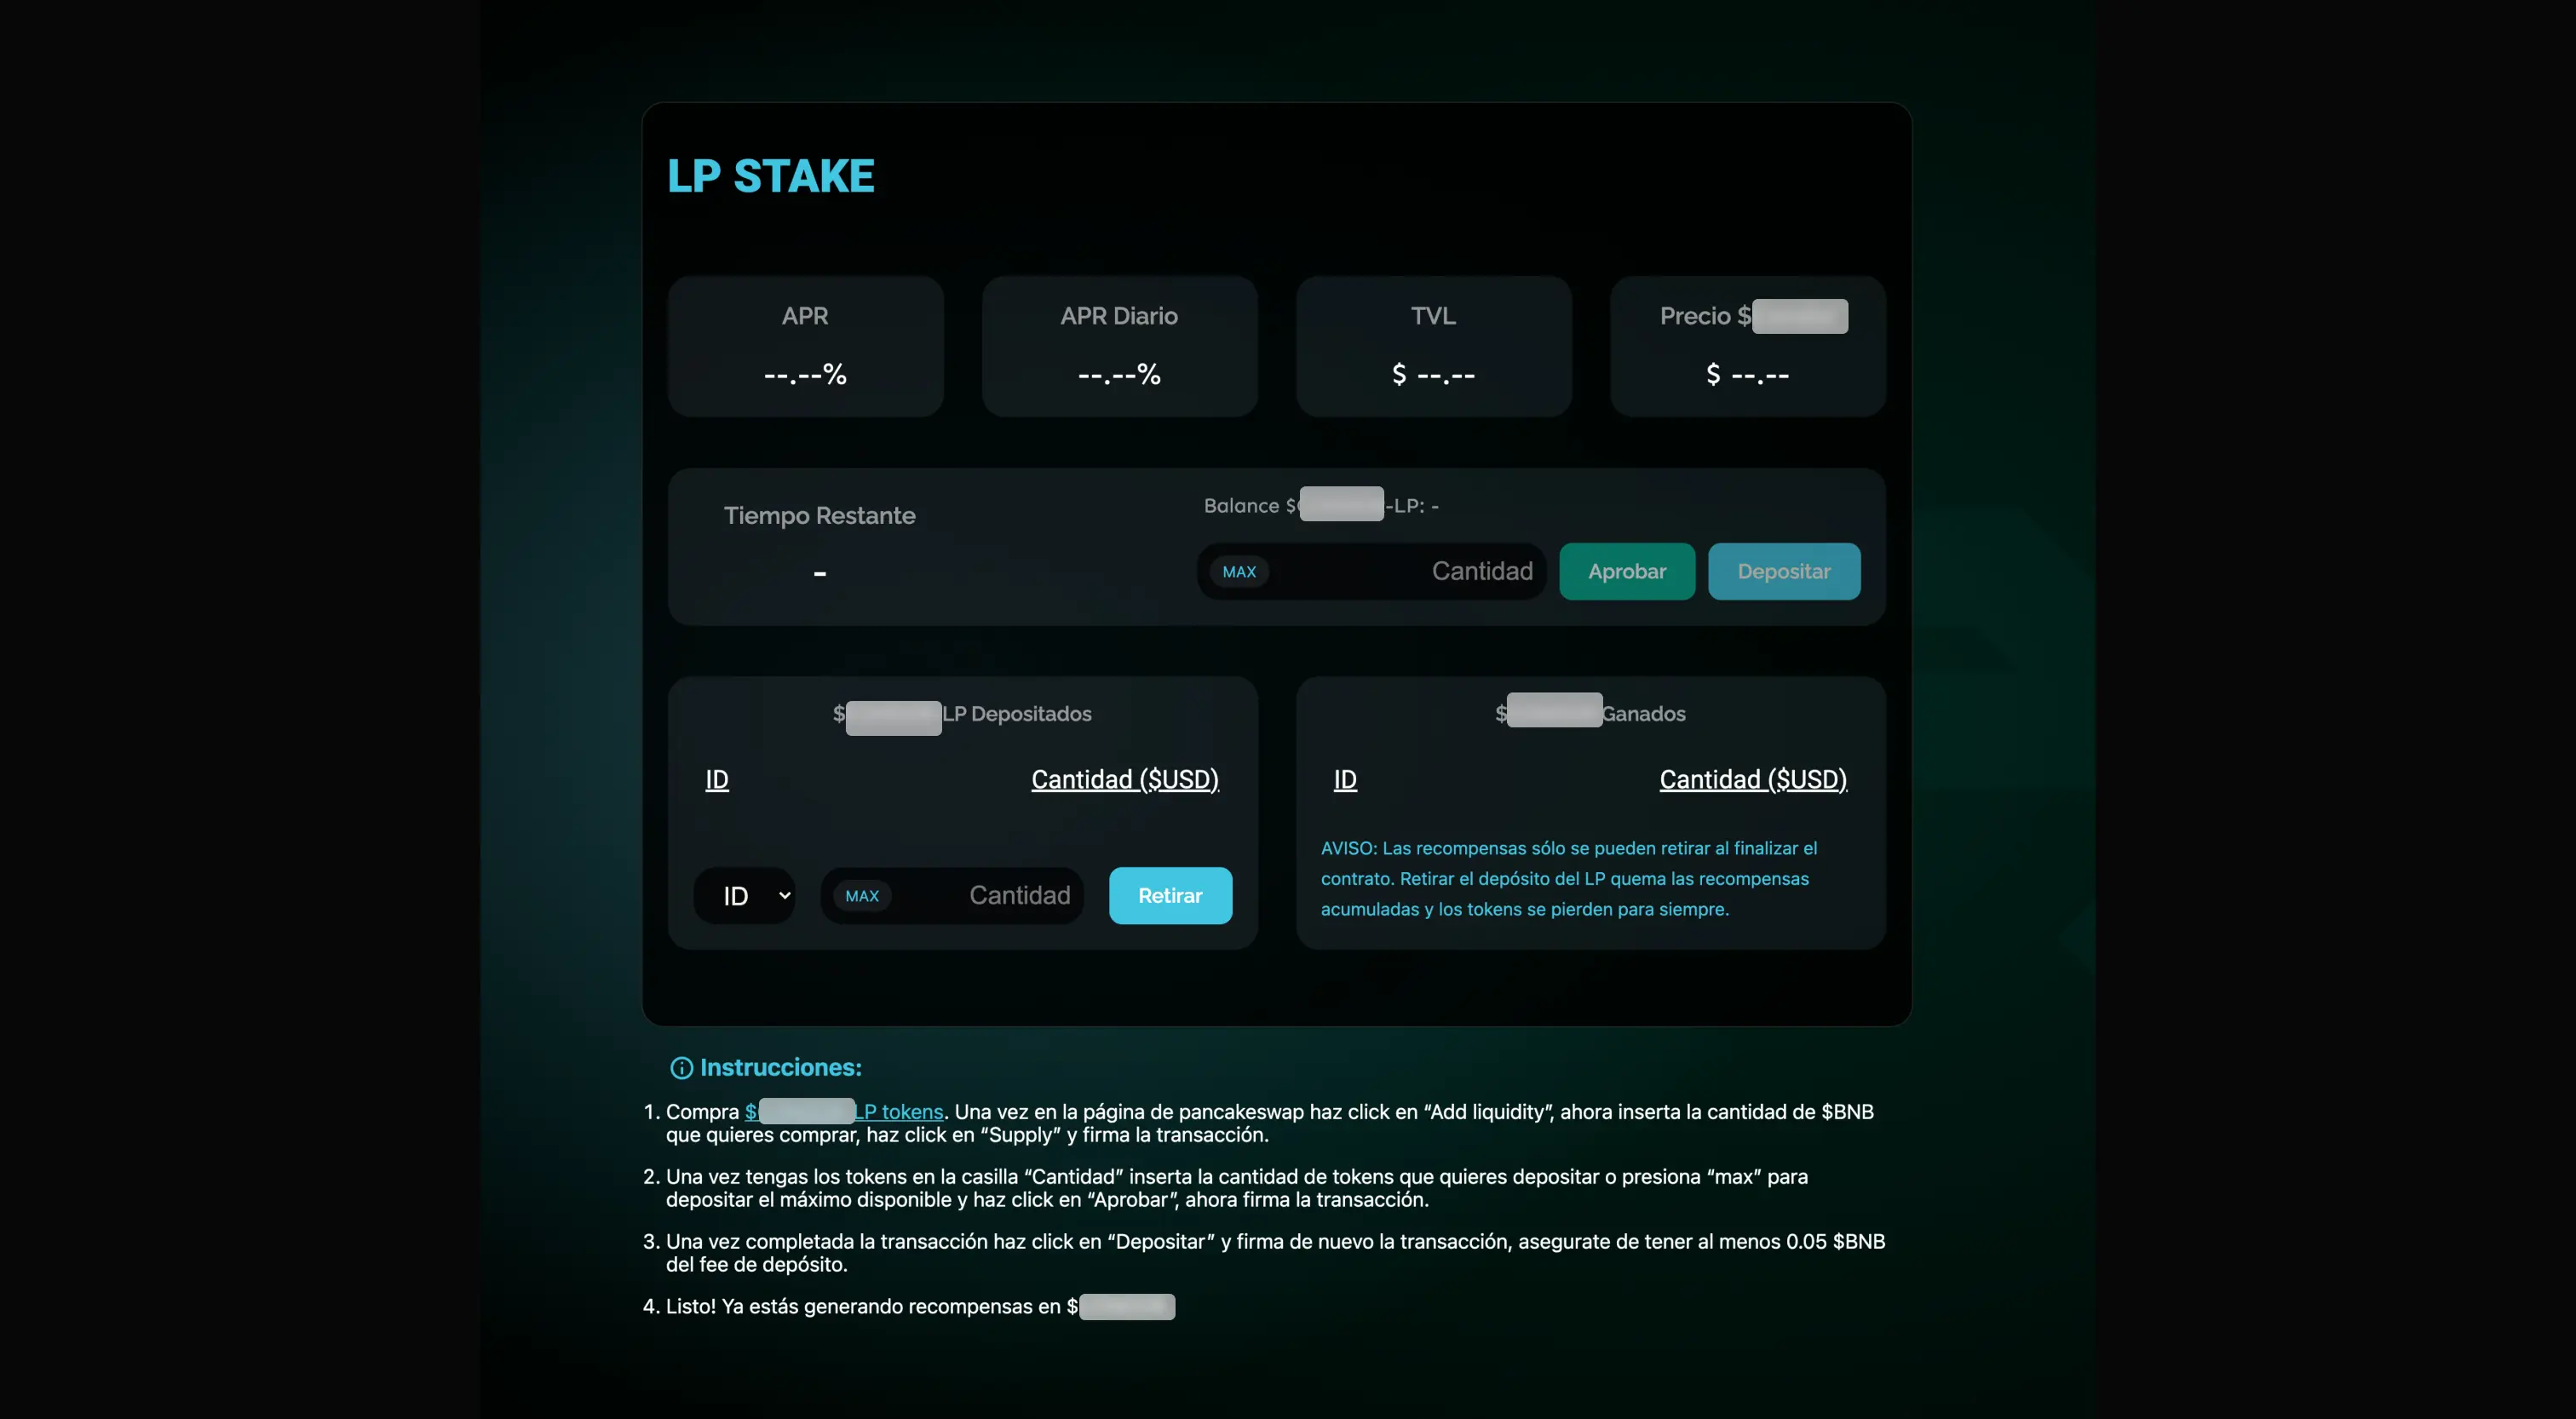 LP STAKE
APR
--.--%
APR Diario
--.--%
TVL
$ --.--
Precio $
$ --.--
Tiempo Restante
-
Balance $ -LP: -
MAX
Cantidad
Aprobar
Depositar
$ LP Depositados
ID
Cantidad ($USD)
ID
MAX
Cantidad
Retirar
$ Ganados
ID
Cantidad ($USD)
AVISO: Las recompensas sólo se pueden retirar al finalizar el
contrato. Retirar el depósito del LP quema las recompensas
acumuladas y los tokens se pierden para siempre.
Instrucciones:
1. Compra $ LP tokens. Una vez en la página de pancakeswap haz click en “Add liquidity”, ahora inserta la cantidad de $BNB
que quieres comprar, haz click en “Supply” y firma la transacción.
2. Una vez tengas los tokens en la casilla “Cantidad” inserta la cantidad de tokens que quieres depositar o presiona “max” para
depositar el máximo disponible y haz click en “Aprobar”, ahora firma la transacción.
3. Una vez completada la transacción haz click en “Depositar” y firma de nuevo la transacción, asegurate de tener al menos 0.05 $BNB
del fee de depósito.
4. Listo! Ya estás generando recompensas en $